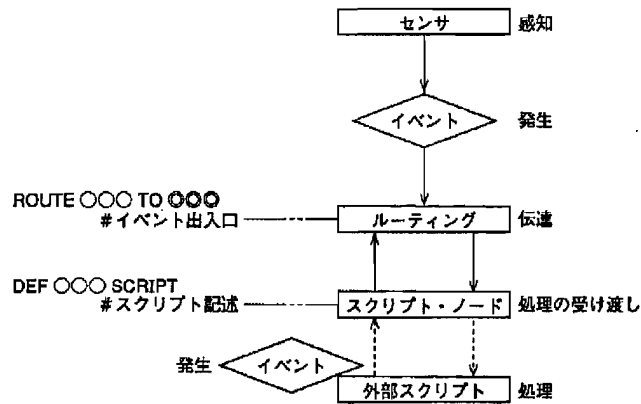 センサ 感知
イベント 発生
ROUTE ○○○ TO ◎◎◎
#イベント出入口
ルーティング 伝達
DEF ○○○ SCRIPT
#スクリプト記述
スクリプト・ノード 処理の受け渡し
発生 イベント
外部スクリプト 処理